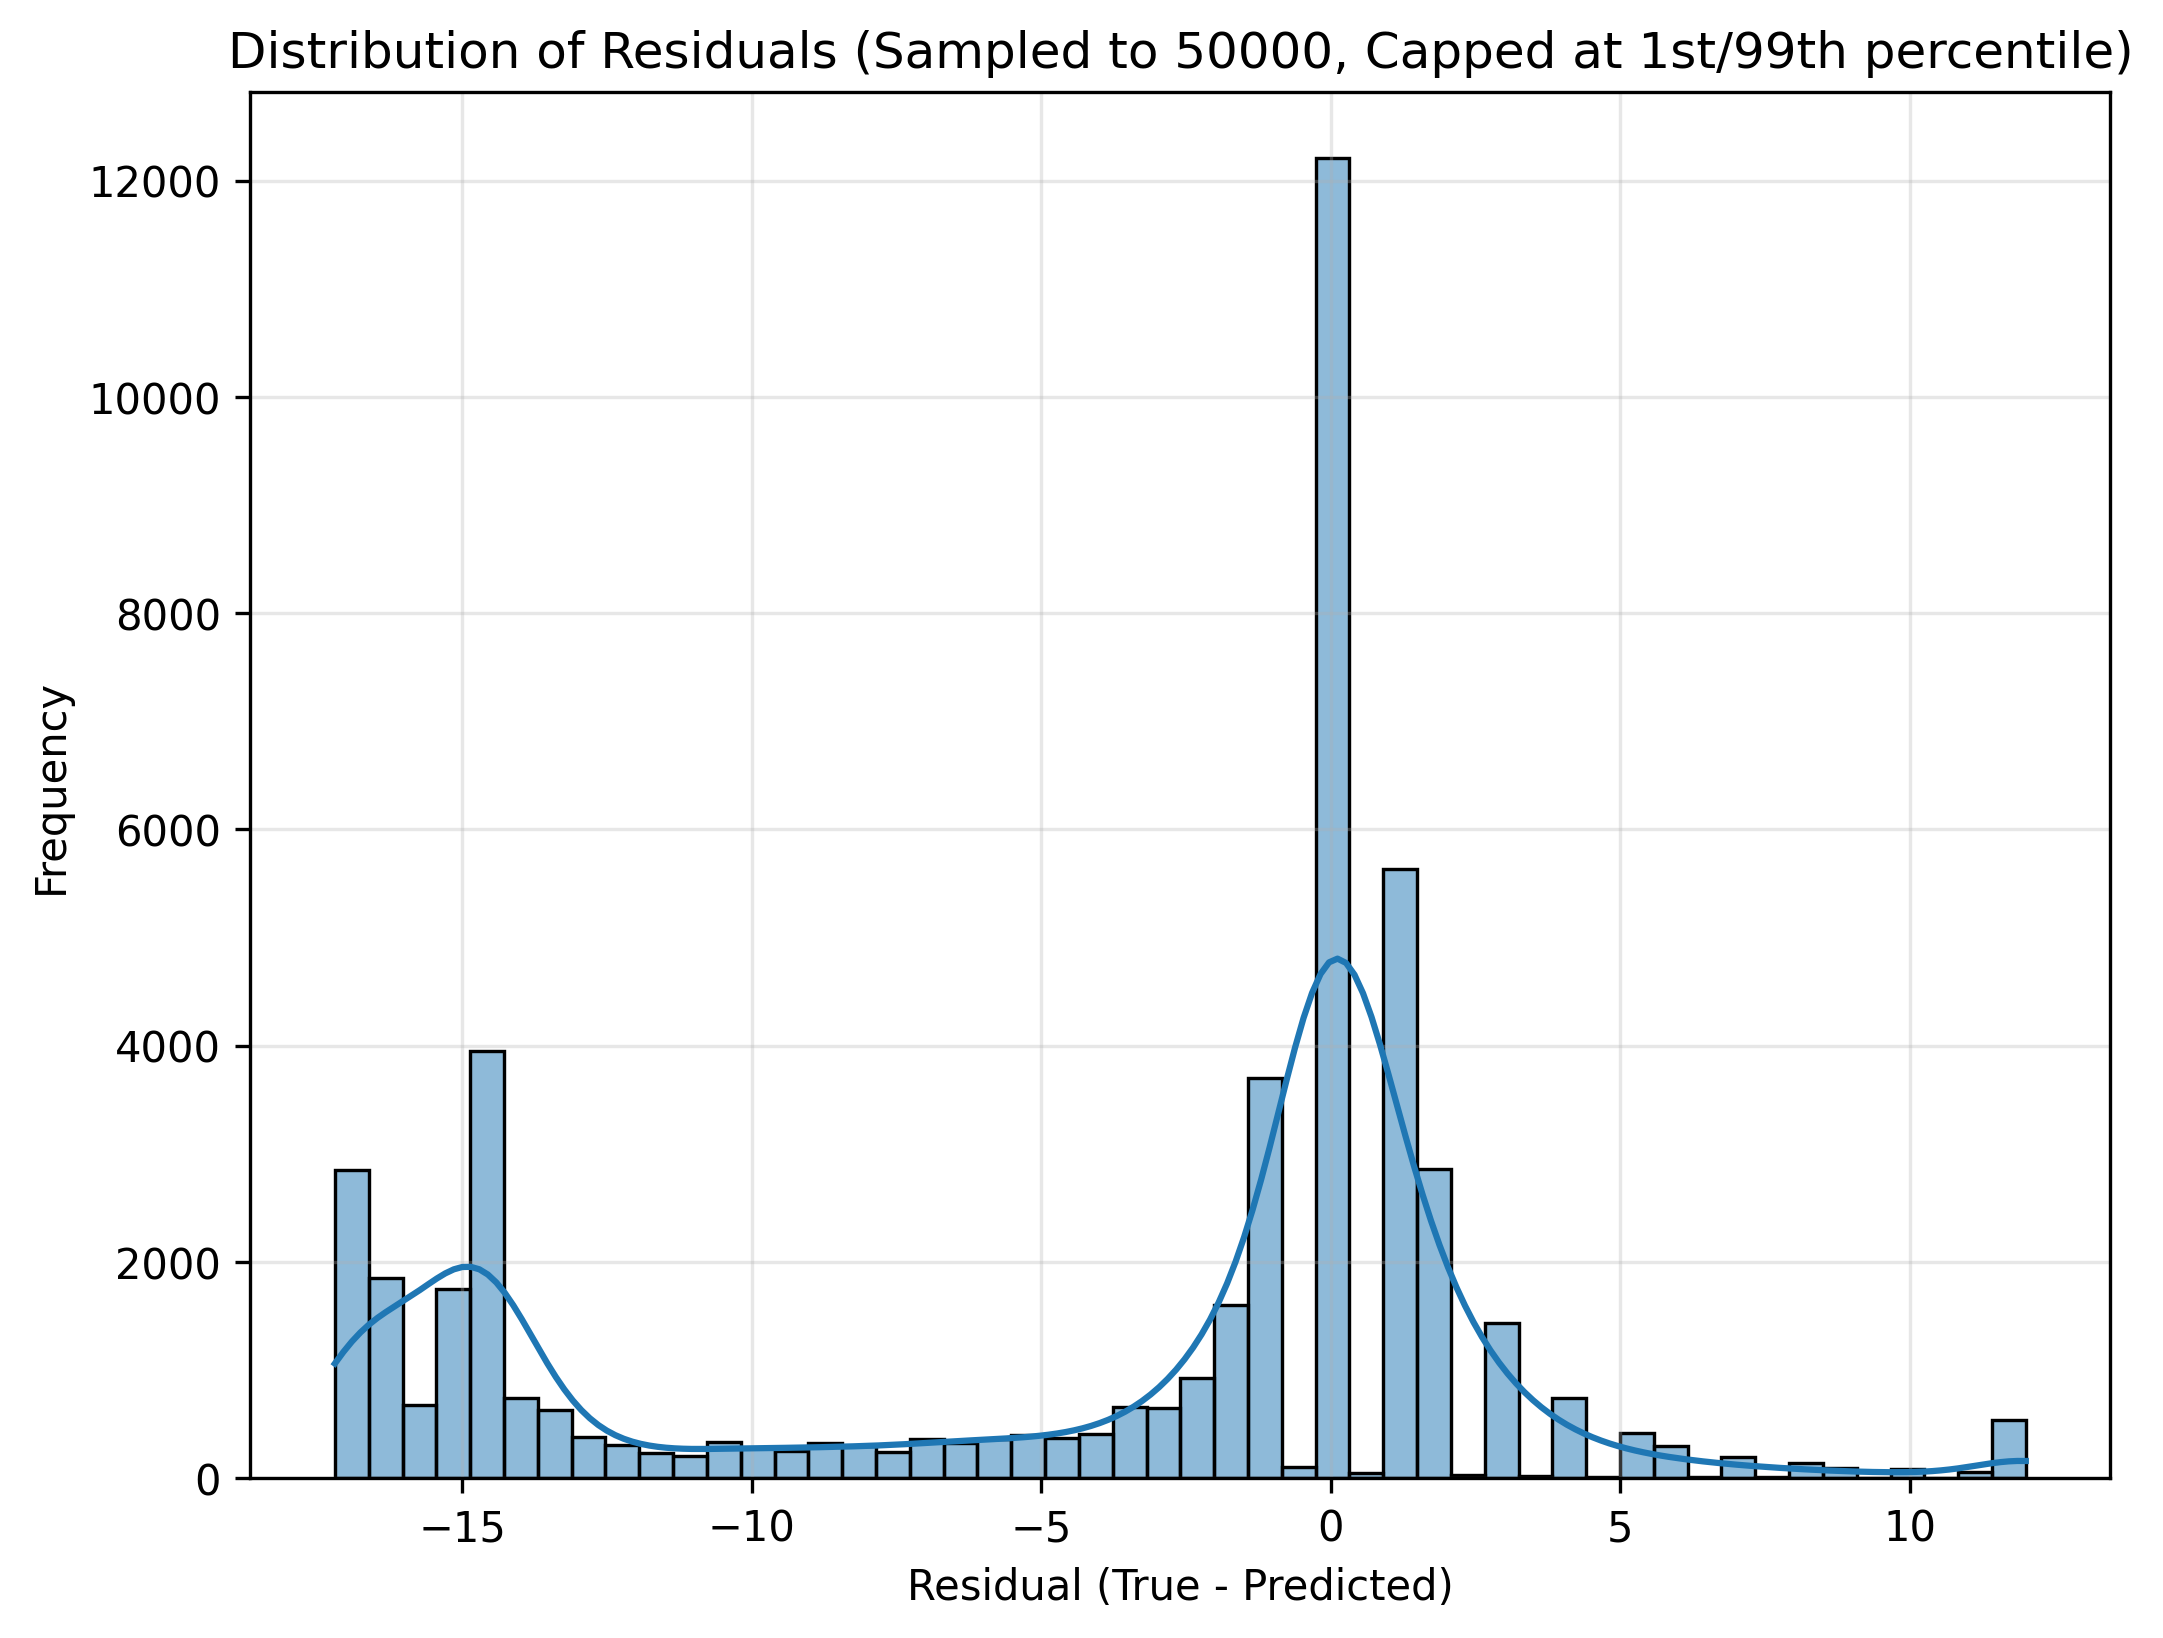 Distribution of Residuals (Sampled to 50000, Capped at 1st/99th percentile)
12000
10000
8000
6000
4000
2000
0
Frequency
−15 −10 −5 0 5 10
Residual (True - Predicted)